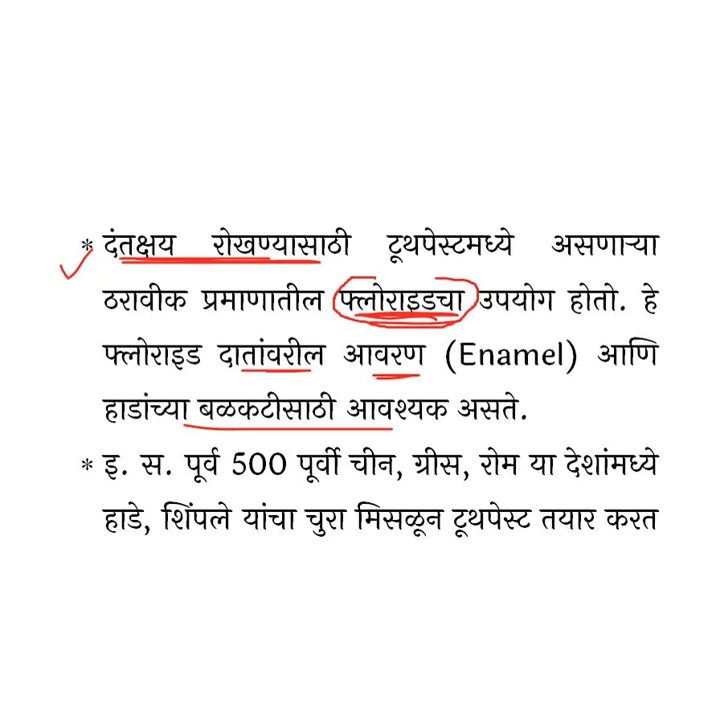 * दंतक्षय रोखण्यासाठी टूथपेस्टमध्ये असणाऱ्या
ठरावीक प्रमाणातील फ्लोराइडचा उपयोग होतो. हे
फ्लोराइड दातांवरील आवरण (Enamel) आणि
हाडांच्या बळकटीसाठी आवश्यक असते.
* इ. स. पूर्व 500 पूर्वी चीन, ग्रीस, रोम या देशांमध्ये
हाडे, शिंपले यांचा चुरा मिसळून टूथपेस्ट तयार करत